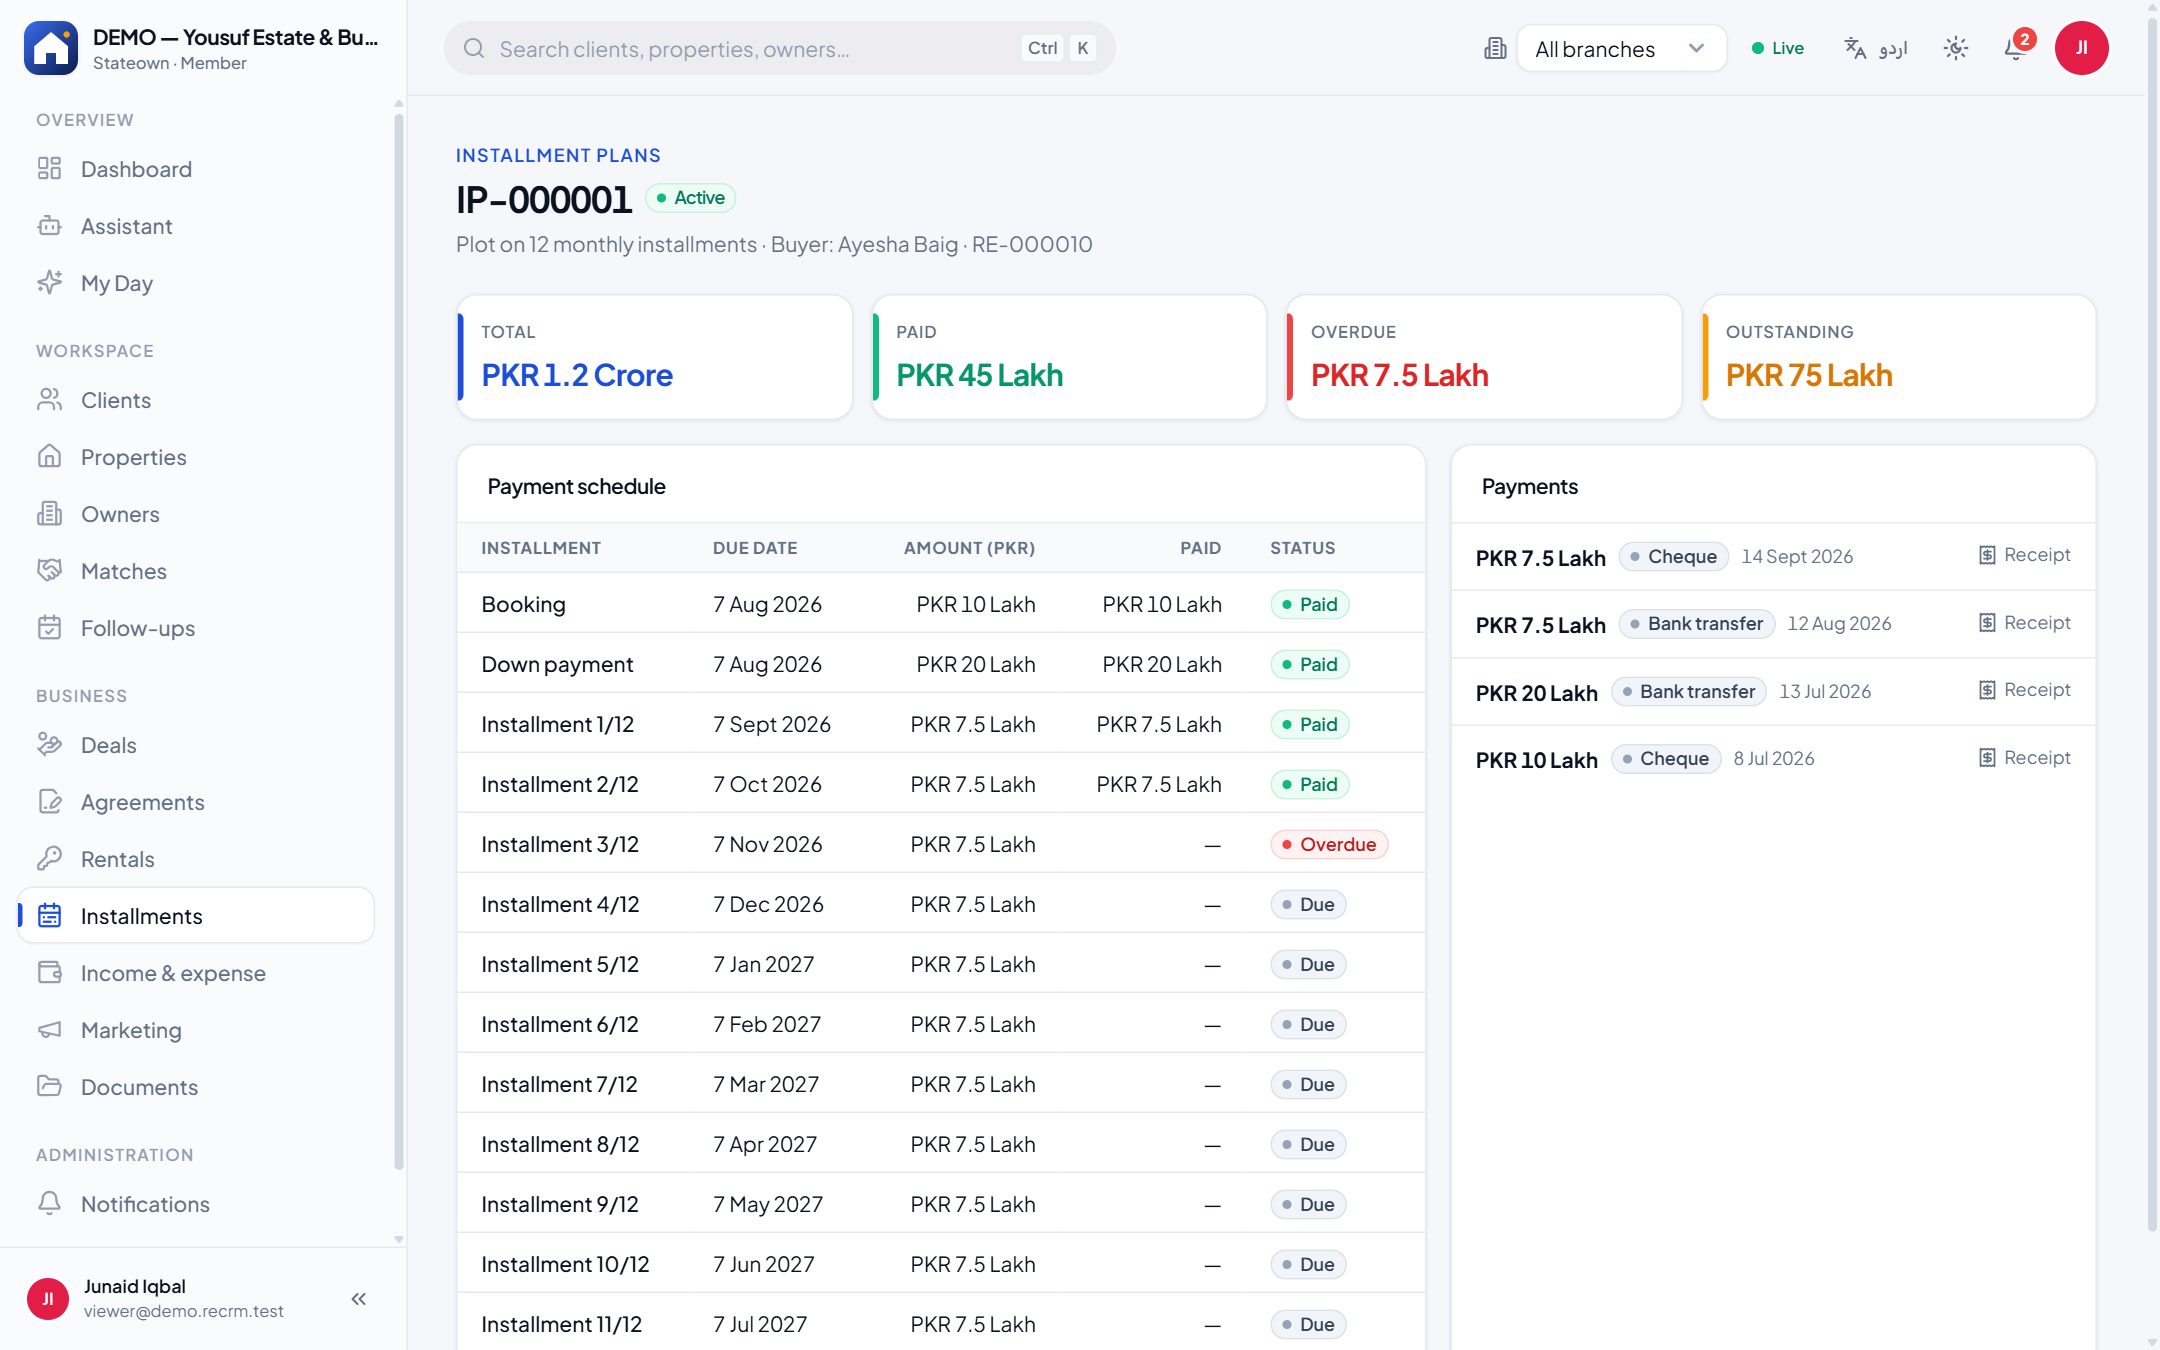 DEMO — Yousuf Estate & Bu...
Stateown · Member
OVERVIEW
Dashboard
Assistant
My Day
WORKSPACE
Clients
Properties
Owners
Matches
Follow-ups
BUSINESS
Deals
Agreements
Rentals
Installments
Income & expense
Marketing
Documents
ADMINISTRATION
Notifications
JI
Junaid Iqbal
viewer@demo.recrm.test
Search clients, properties, owners... Ctrl K
All branches
Live
اردو
2
JI
INSTALLMENT PLANS
IP-000001 Active
Plot on 12 monthly installments · Buyer: Ayesha Baig · RE-000010
TOTAL
PKR 1.2 Crore
PAID
PKR 45 Lakh
OVERDUE
PKR 7.5 Lakh
OUTSTANDING
PKR 75 Lakh
Payment schedule
INSTALLMENT DUE DATE AMOUNT (PKR) PAID STATUS
Booking 7 Aug 2026 PKR 10 Lakh PKR 10 Lakh Paid
Down payment 7 Aug 2026 PKR 20 Lakh PKR 20 Lakh Paid
Installment 1/12 7 Sept 2026 PKR 7.5 Lakh PKR 7.5 Lakh Paid
Installment 2/12 7 Oct 2026 PKR 7.5 Lakh PKR 7.5 Lakh Paid
Installment 3/12 7 Nov 2026 PKR 7.5 Lakh — Overdue
Installment 4/12 7 Dec 2026 PKR 7.5 Lakh — Due
Installment 5/12 7 Jan 2027 PKR 7.5 Lakh — Due
Installment 6/12 7 Feb 2027 PKR 7.5 Lakh — Due
Installment 7/12 7 Mar 2027 PKR 7.5 Lakh — Due
Installment 8/12 7 Apr 2027 PKR 7.5 Lakh — Due
Installment 9/12 7 May 2027 PKR 7.5 Lakh — Due
Installment 10/12 7 Jun 2027 PKR 7.5 Lakh — Due
Installment 11/12 7 Jul 2027 PKR 7.5 Lakh — Due
Payments
PKR 7.5 Lakh Cheque 14 Sept 2026 Receipt
PKR 7.5 Lakh Bank transfer 12 Aug 2026 Receipt
PKR 20 Lakh Bank transfer 13 Jul 2026 Receipt
PKR 10 Lakh Cheque 8 Jul 2026 Receipt